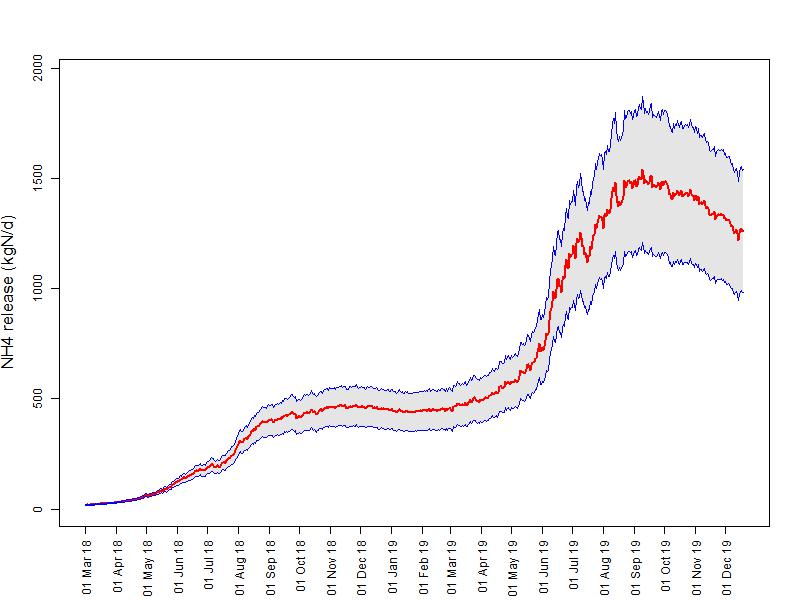 NH4 release (kgN/d)
2000
1500
1000
500
0
01 Mar 18
01 Apr 18
01 May 18
01 Jun 18
01 Jul 18
01 Aug 18
01 Sep 18
01 Oct 18
01 Nov 18
01 Dec 18
01 Jan 19
01 Feb 19
01 Mar 19
01 Apr 19
01 May 19
01 Jun 19
01 Jul 19
01 Aug 19
01 Sep 19
01 Oct 19
01 Nov 19
01 Dec 19